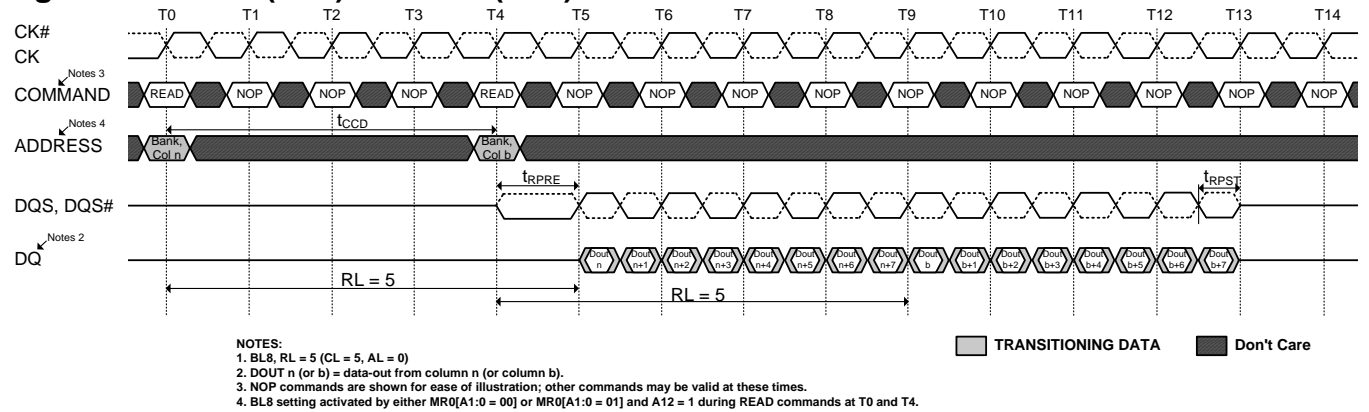 T0 T1 T2 T3 T4 T5 T6 T7 T8 T9 T10 T11 T12 T13 T14
CK#
CK
Notes 3
COMMAND READ NOP NOP NOP READ NOP NOP NOP NOP NOP NOP NOP NOP NOP NOP
Notes 4
tCCD
ADDRESS Bank, Col n Bank, Col b
tRPRE tRPST
DQS, DQS#
Notes 2
DQ Dout n Dout n+1 Dout n+2 Dout n+3 Dout n+4 Dout n+5 Dout n+6 Dout n+7 Dout b Dout b+1 Dout b+2 Dout b+3 Dout b+4 Dout b+5 Dout b+6 Dout b+7
RL = 5 RL = 5
NOTES:
1. BL8, RL = 5 (CL = 5, AL = 0)
2. DOUT n (or b) = data-out from column n (or column b).
3. NOP commands are shown for ease of illustration; other commands may be valid at these times.
4. BL8 setting activated by either MR0[A1:0 = 00] or MR0[A1:0 = 01] and A12 = 1 during READ commands at T0 and T4.
TRANSITIONING DATA Don't Care